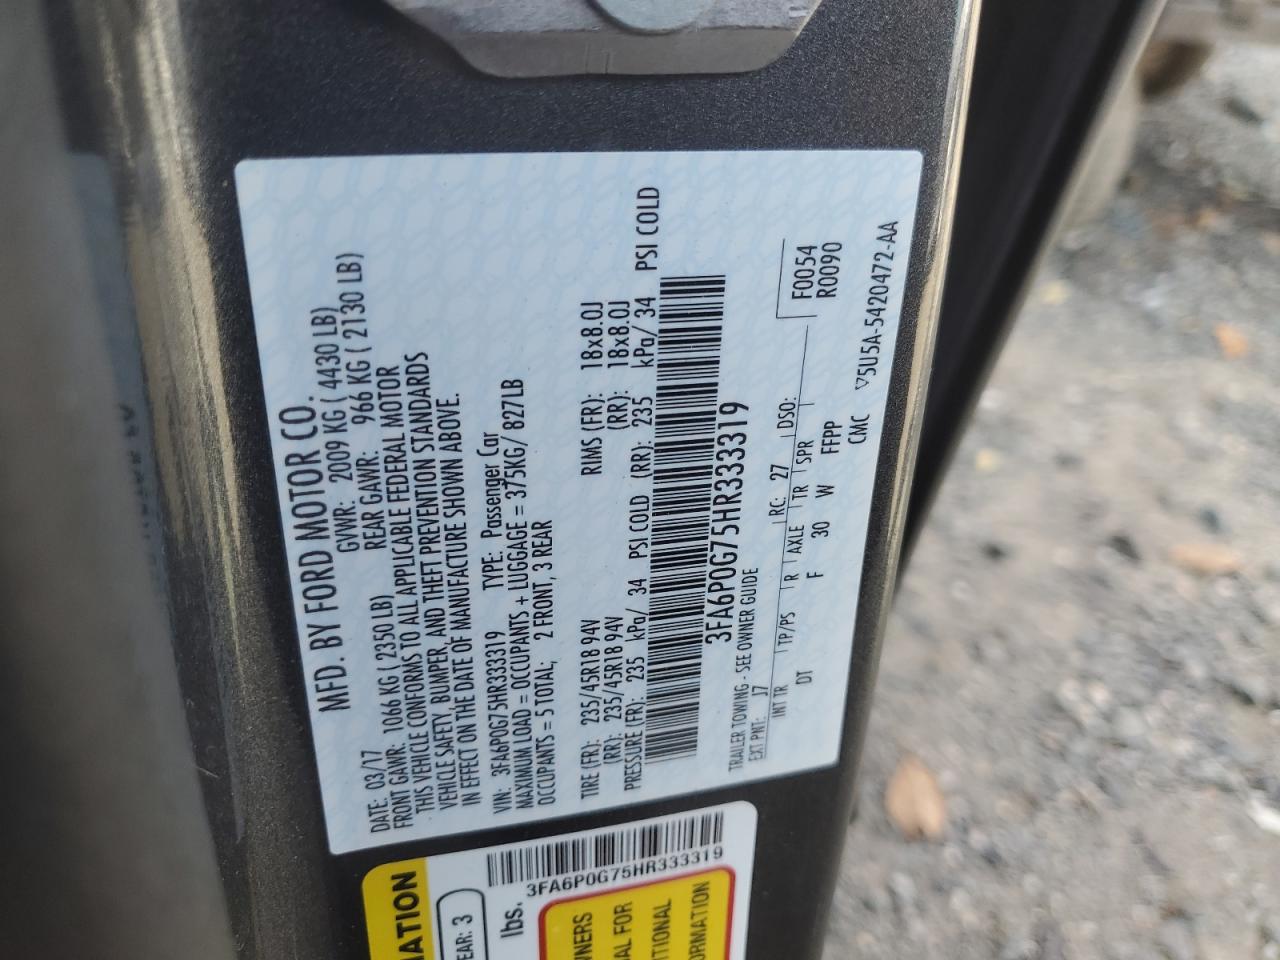 MFD. BY FORD MOTOR CO.
DATE: 03/17 GVWR: 2009 KG ( 4430 LB)
FRONT GAWR: 1066 KG ( 2350 LB) REAR GAWR: 966 KG ( 2130 LB)
THIS VEHICLE CONFORMS TO ALL APPLICABLE FEDERAL MOTOR
VEHICLE SAFETY, BUMPER, AND THEFT PREVENTION STANDARDS
IN EFFECT ON THE DATE OF MANUFACTURE SHOWN ABOVE.
VIN: 3FA6P0G75HR333319 TYPE: Passenger Car
MAXIMUM LOAD = OCCUPANTS + LUGGAGE = 375KG/ 827LB
OCCUPANTS = 5 TOTAL; 2 FRONT, 3 REAR
TIRE (FR): 235/45R18 94V RIMS (FR): 18x8.0J
(RR): 235/45R18 94V (RR): 18x8.0J
PRESSURE (FR): 235 kPa/ 34 PSI COLD (RR): 235 kPa/ 34 PSI COLD
3FA6P0G75HR333319
TRAILER TOWING - SEE OWNER GUIDE F0054
EXT PNT: J7 RC: 27 DSO: R0090
INT TR TP/PS R AXLE TR SPR
DT F 30 W FFPP
CMC ▽5U5A-5420472-AA
3FA6P0G75HR333319
lbs.
EAR: 3